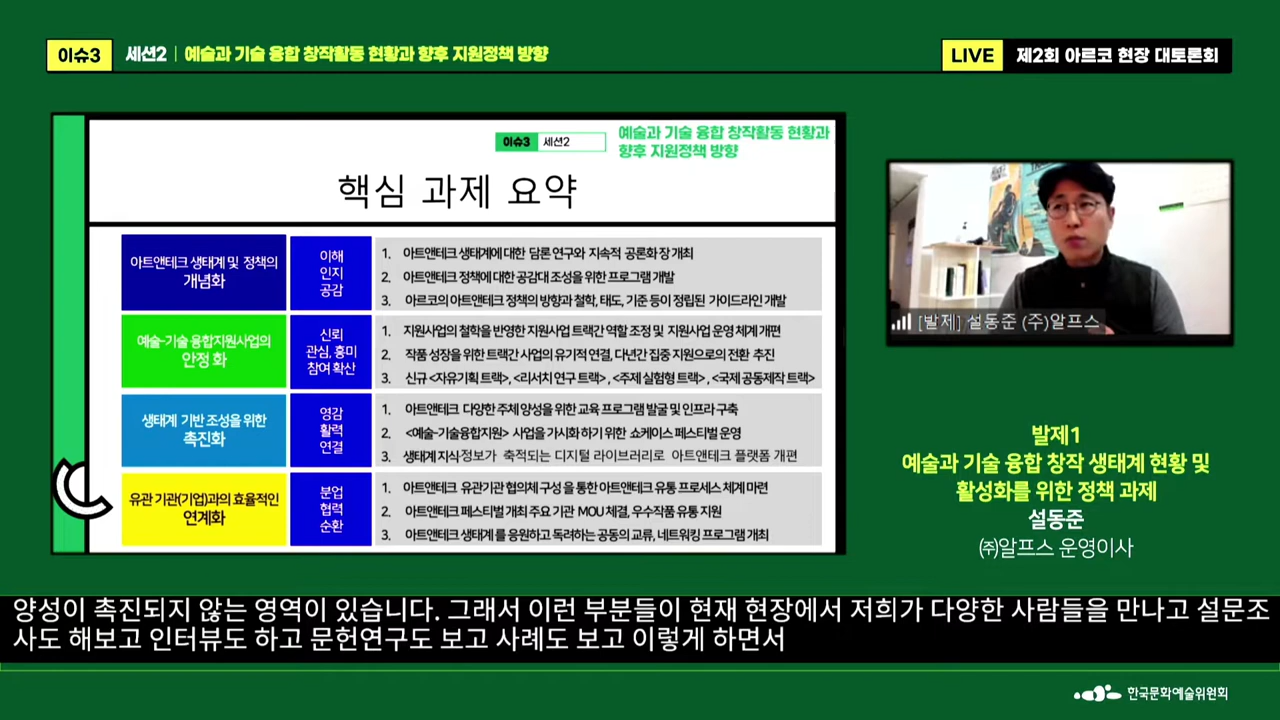 이슈3
세션2 | 예술과 기술 융합 창작활동 현황과 향후 지원정책 방향
LIVE
제2회 아르코 현장 대토론회
이슈3
세션2
예술과 기술 융합 창작활동 현황과
향후 지원정책 방향
핵심 과제 요약
아트앤테크 생태계 및 정책의
개념화
이해
인지
공감
1. 아트앤테크 생태계에 대한 담론 연구와 지속적 공론화 장 개최
2. 아트앤테크 정책에 대한 공감대 조성을 위한 프로그램 개발
3. 아르코의 아트앤테크 정책의 방향과 철학, 태도, 기준 등이 정립된 가이드라인 개발
예술-기술 융합지원사업의
안정 화
신뢰
관심, 흥미
참여 확산
1. 지원사업의 철학을 반영한 지원사업 트랙간 역할 조정 및 지원사업 운영 체계 개편
2. 작품 성장을 위한 트랙간 사업의 유기적 연결, 다년간 집중 지원으로의 전환 추진
3. 신규 <자유기획 트랙>, <리서치 연구 트랙> , <주제 실험형 트랙> , <국제 공동제작 트랙>
생태계 기반 조성을 위한
촉진화
영감
활력
연결
1. 아트앤테크 다양한 주체 양성을 위한 교육 프로그램 발굴 및 인프라 구축
2. <예술-기술융합지원> 사업을 가시화 하기 위한 쇼케이스 페스티벌 운영
3. 생태계 지식·정보가 축적되는 디지털 라이브러리로 아트앤테크 플랫폼 개편
유관 기관(기업)과의 효율적인
연계화
분업
협력
순환
1. 아트앤테크 유관기관 협의체 구성 을 통한 아트앤테크 유통 프로세스 체계 마련
2. 아트앤테크 페스티벌 개최 주요 기관 MOU 체결, 우수작품 유통 지원
3. 아트앤테크 생태계 를 응원하고 독려하는 공동의 교류, 네트워킹 프로그램 개최
[발제] 설동준 (주)알프스
발제1
예술과 기술 융합 창작 생태계 현황 및
활성화를 위한 정책 과제
설동준
㈜알프스 운영이사
양성이 촉진되지 않는 영역이 있습니다. 그래서 이런 부분들이 현재 현장에서 저희가 다양한 사람들을 만나고 설문조
사도 해보고 인터뷰도 하고 문헌연구도 보고 사례도 보고 이렇게 하면서
한국문화예술위원회